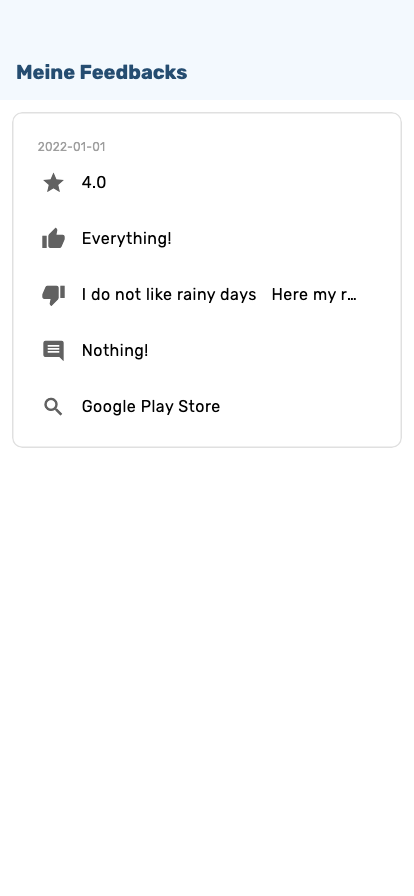 Meine Feedbacks
2022-01-01
4.0
Everything!
I do not like rainy days Here my r…
Nothing!
Google Play Store